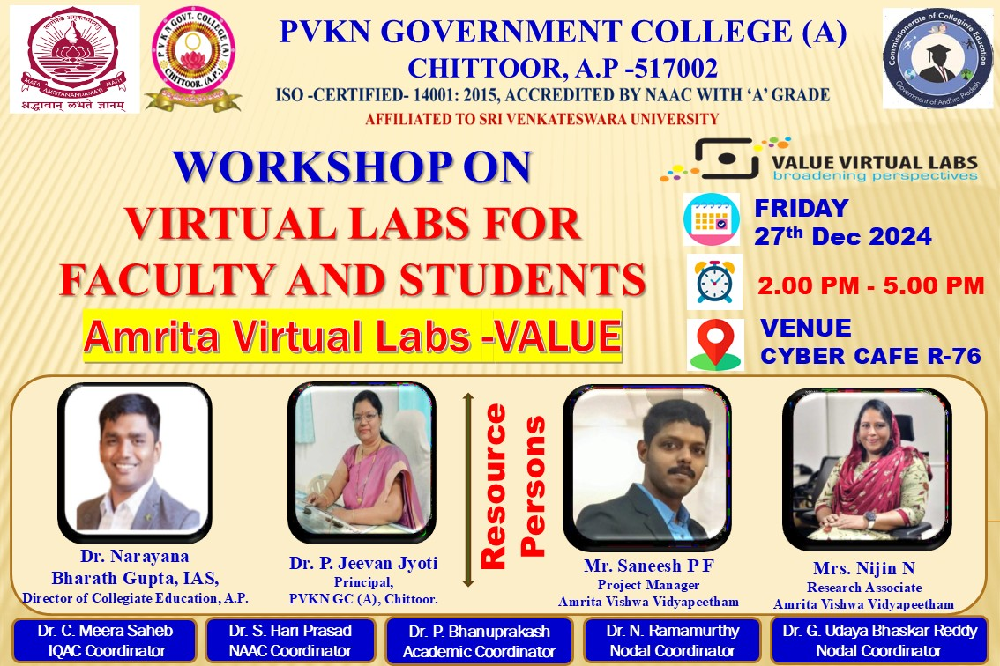 PVKN GOVERNMENT COLLEGE (A)
CHITTOOR, A.P -517002
ISO -CERTIFIED- 14001: 2015, ACCREDITED BY NAAC WITH ‘A’ GRADE
AFFILIATED TO SRI VENKATESWARA UNIVERSITY
MATA AMRITANANDAMAYI MATH
श्रद्धावान् लभते ज्ञानम्
P V K N GOVT. COLLEGE (A)
CHITTOOR. (A.P.)
Commissionerate of Collegiate Education
Government of Andhra Pradesh
WORKSHOP ON
VIRTUAL LABS FOR
FACULTY AND STUDENTS
Amrita Virtual Labs -VALUE
VALUE VIRTUAL LABS
broadening perspectives
FRIDAY
27th Dec 2024
2.00 PM - 5.00 PM
VENUE
CYBER CAFE R-76
Dr. Narayana
Bharath Gupta, IAS,
Director of Collegiate Education, A.P.
Dr. P. Jeevan Jyoti
Principal,
PVKN GC (A), Chittoor.
Resource
Persons
Mr. Saneesh P F
Project Manager
Amrita Vishwa Vidyapeetham
Mrs. Nijin N
Research Associate
Amrita Vishwa Vidyapeetham
Dr. C. Meera Saheb
IQAC Coordinator
Dr. S. Hari Prasad
NAAC Coordinator
Dr. P. Bhanuprakash
Academic Coordinator
Dr. N. Ramamurthy
Nodal Coordinator
Dr. G. Udaya Bhaskar Reddy
Nodal Coordinator